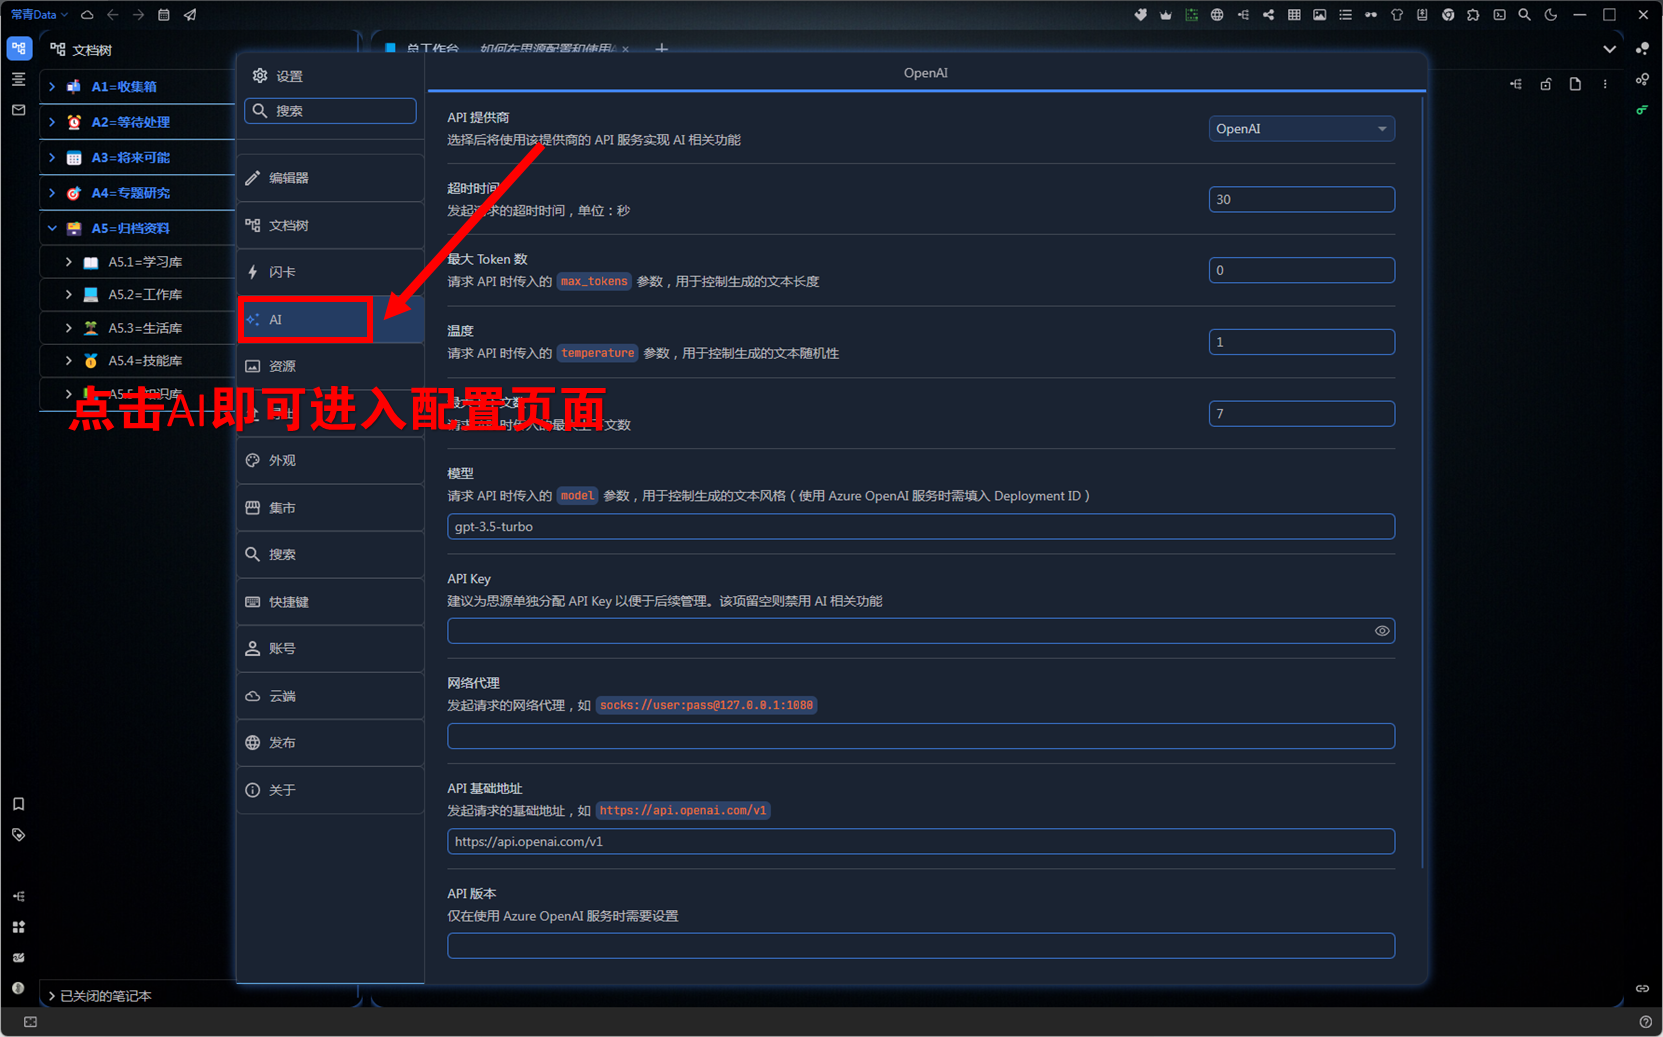 常青Data
文档树
总工作台
如何在思源配置和使用
A1=收集箱
A2=等待处理
A3=将来可能
A4=专题研究
A5=归档资料
A5.1=学习库
A5.2=工作库
A5.3=生活库
A5.4=技能库
已关闭的笔记本
设置
搜索
编辑器
文档树
闪卡
AI
资源
点击AI即可进入配置页面
外观
集市
搜索
快捷键
账号
云端
发布
关于
OpenAI
API 提供商
选择后将使用该提供商的 API 服务实现 AI 相关功能
OpenAI
超时时间
发起请求的超时时间，单位：秒
30
最大 Token 数
请求 API 时传入的 max_tokens 参数，用于控制生成的文本长度
0
温度
请求 API 时传入的 temperature 参数，用于控制生成的文本随机性
1
7
模型
请求 API 时传入的 model 参数，用于控制生成的文本风格（使用 Azure OpenAI 服务时需填入 Deployment ID）
gpt-3.5-turbo
API Key
建议为思源单独分配 API Key 以便于后续管理。该项留空则禁用 AI 相关功能
网络代理
发起请求的网络代理，如 socks://user:pass@127.0.0.1:1080
API 基础地址
发起请求的基础地址，如 https://api.openai.com/v1
https://api.openai.com/v1
API 版本
仅在使用 Azure OpenAI 服务时需要设置